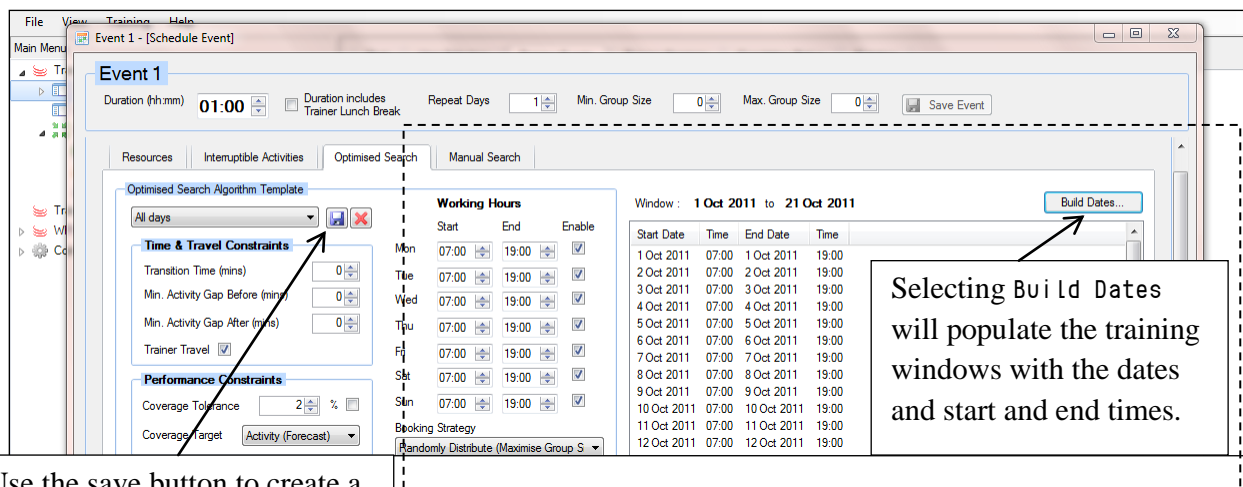 File View Training Help
Main Menu
Event 1 - [Schedule Event]
Event 1
Duration (hh:mm) 01:00 Duration includes Trainer Lunch Break Repeat Days 1 Min. Group Size 0 Max. Group Size 0 Save Event
Resources Interruptible Activities Optimised Search Manual Search
Optimised Search Algorithm Template
All days
Time & Travel Constraints
Transition Time (mins) 0
Min. Activity Gap Before (mins) 0
Min. Activity Gap After (mins) 0
Trainer Travel
Performance Constraints
Coverage Tolerance 2 %
Coverage Target Activity (Forecast)
Working Hours
Start End Enable
Mon 07:00 19:00
Tue 07:00 19:00
Wed 07:00 19:00
Thu 07:00 19:00
Fri 07:00 19:00
Sat 07:00 19:00
Sun 07:00 19:00
Booking Strategy
Randomly Distribute (Maximise Group S
Window : 1 Oct 2011 to 21 Oct 2011 Build Dates...
Start Date Time End Date Time
1 Oct 2011 07:00 1 Oct 2011 19:00
2 Oct 2011 07:00 2 Oct 2011 19:00
3 Oct 2011 07:00 3 Oct 2011 19:00
4 Oct 2011 07:00 4 Oct 2011 19:00
5 Oct 2011 07:00 5 Oct 2011 19:00
6 Oct 2011 07:00 6 Oct 2011 19:00
7 Oct 2011 07:00 7 Oct 2011 19:00
8 Oct 2011 07:00 8 Oct 2011 19:00
9 Oct 2011 07:00 9 Oct 2011 19:00
10 Oct 2011 07:00 10 Oct 2011 19:00
11 Oct 2011 07:00 11 Oct 2011 19:00
12 Oct 2011 07:00 12 Oct 2011 19:00
Selecting Build Dates
will populate the training
windows with the dates
and start and end times.
Use the save button to create a